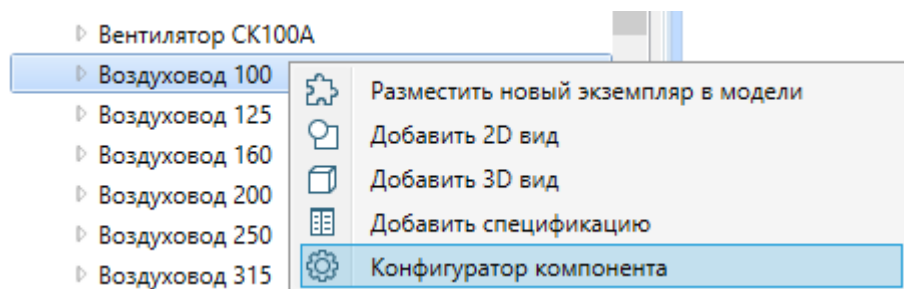 Вентилятор СК100А
Воздуховод 100
Разместить новый экземпляр в модели
Воздуховод 125
Добавить 2D вид
Воздуховод 160
Добавить 3D вид
Воздуховод 200
Добавить спецификацию
Воздуховод 250
Конфигуратор компонента
Воздуховод 315